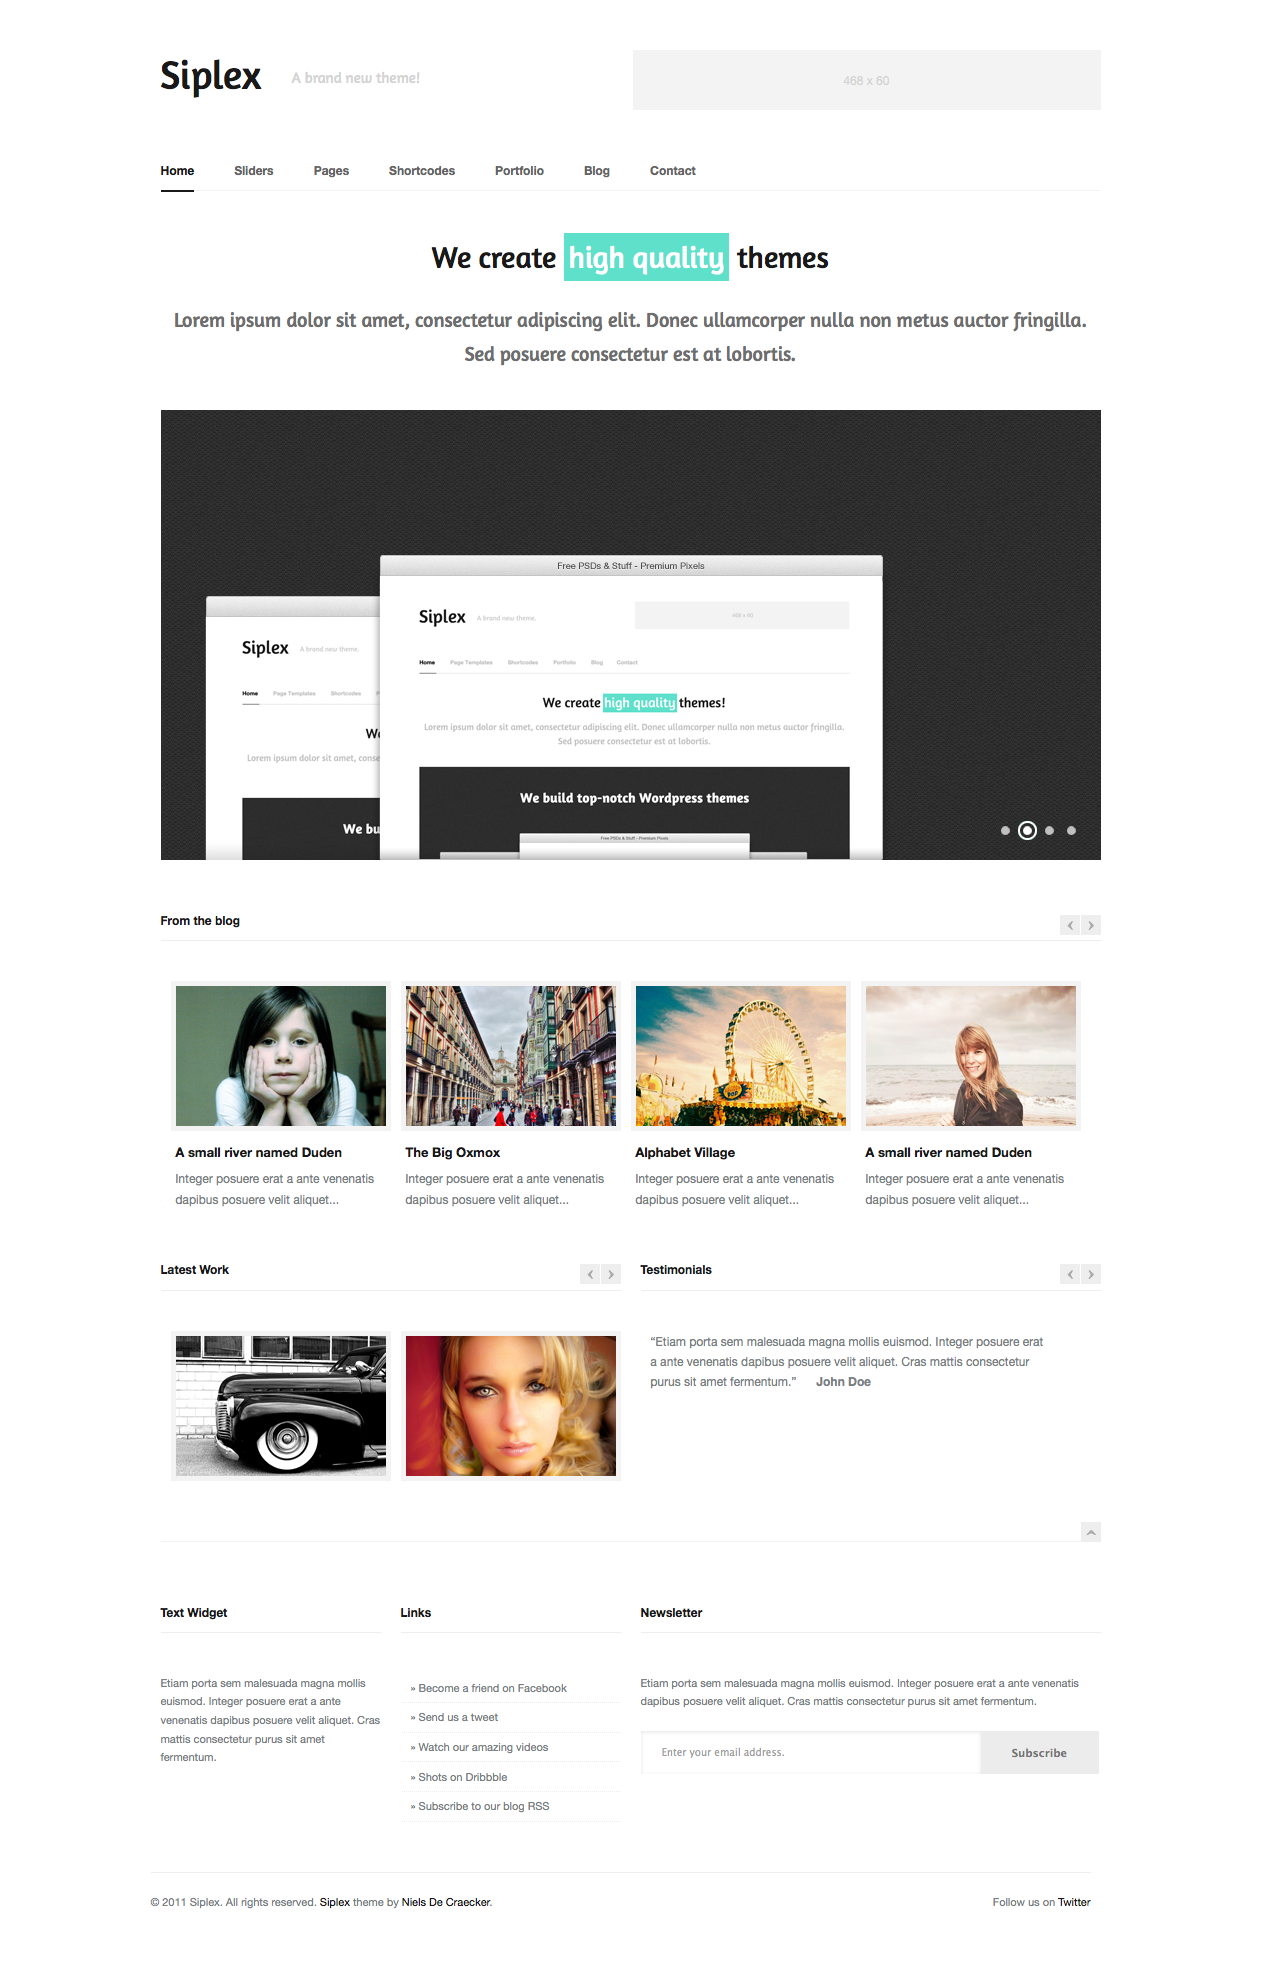 Siplex
A brand new theme!
468 x 60
Home Sliders Pages Shortcodes Portfolio Blog Contact
We create high quality themes
Lorem ipsum dolor sit amet, consectetur adipiscing elit. Donec ullamcorper nulla non metus auctor fringilla.
Sed posuere consectetur est at lobortis.
Free PSDs & Stuff - Premium Pixels
Siplex
A brand new theme.
468 x 60
Home Page Templates Shortcodes Portfolio Blog Contact
We create high quality themes!
Lorem ipsum dolor sit amet, consectetur adipiscing elit. Donec ullamcorper nulla non metus auctor fringilla.
Sed posuere consectetur est at lobortis.
We build top-notch Wordpress themes
Free PSDs & Stuff - Premium Pixels
Siplex
A brand new theme.
Home Page Templates Shortcodes P
We
Lorem ipsum dolor sit amet, conse
We bu
From the blog
A small river named Duden
Integer posuere erat a ante venenatis
dapibus posuere velit aliquet...
The Big Oxmox
Integer posuere erat a ante venenatis
dapibus posuere velit aliquet...
POP
Alphabet Village
Integer posuere erat a ante venenatis
dapibus posuere velit aliquet...
A small river named Duden
Integer posuere erat a ante venenatis
dapibus posuere velit aliquet...
Latest Work
Testimonials
“Etiam porta sem malesuada magna mollis euismod. Integer posuere erat
a ante venenatis dapibus posuere velit aliquet. Cras mattis consectetur
purus sit amet fermentum.” John Doe
Text Widget
Etiam porta sem malesuada magna mollis
euismod. Integer posuere erat a ante
venenatis dapibus posuere velit aliquet. Cras
mattis consectetur purus sit amet
fermentum.
Links
» Become a friend on Facebook
» Send us a tweet
» Watch our amazing videos
» Shots on Dribbble
» Subscribe to our blog RSS
Newsletter
Etiam porta sem malesuada magna mollis euismod. Integer posuere erat a ante venenatis
dapibus posuere velit aliquet. Cras mattis consectetur purus sit amet fermentum.
Enter your email address.
Subscribe
© 2011 Siplex. All rights reserved. Siplex theme by Niels De Craecker.
Follow us on Twitter